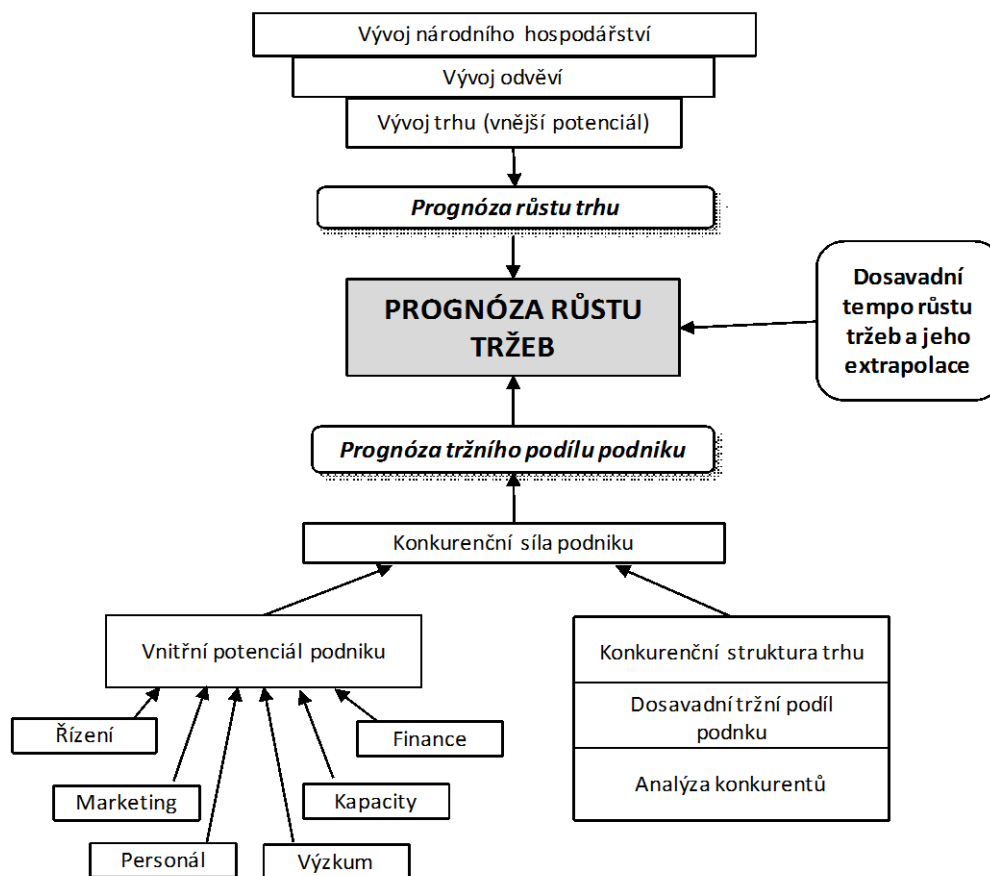 Vývoj národního hospodářství
Vývoj odvěví
Vývoj trhu (vnější potenciál)
Prognóza růstu trhu
PROGNÓZA RŮSTU
TRŽEB
Dosavadní
tempo růstu
tržeb a jeho
extrapolace
Prognóza tržního podílu podniku
Konkurenční síla podniku
Vnitřní potenciál podniku
Řízení
Marketing
Personál
Výzkum
Kapacity
Finance
Konkurenční struktura trhu
Dosavadní tržní podíl
podnku
Analýza konkurentů